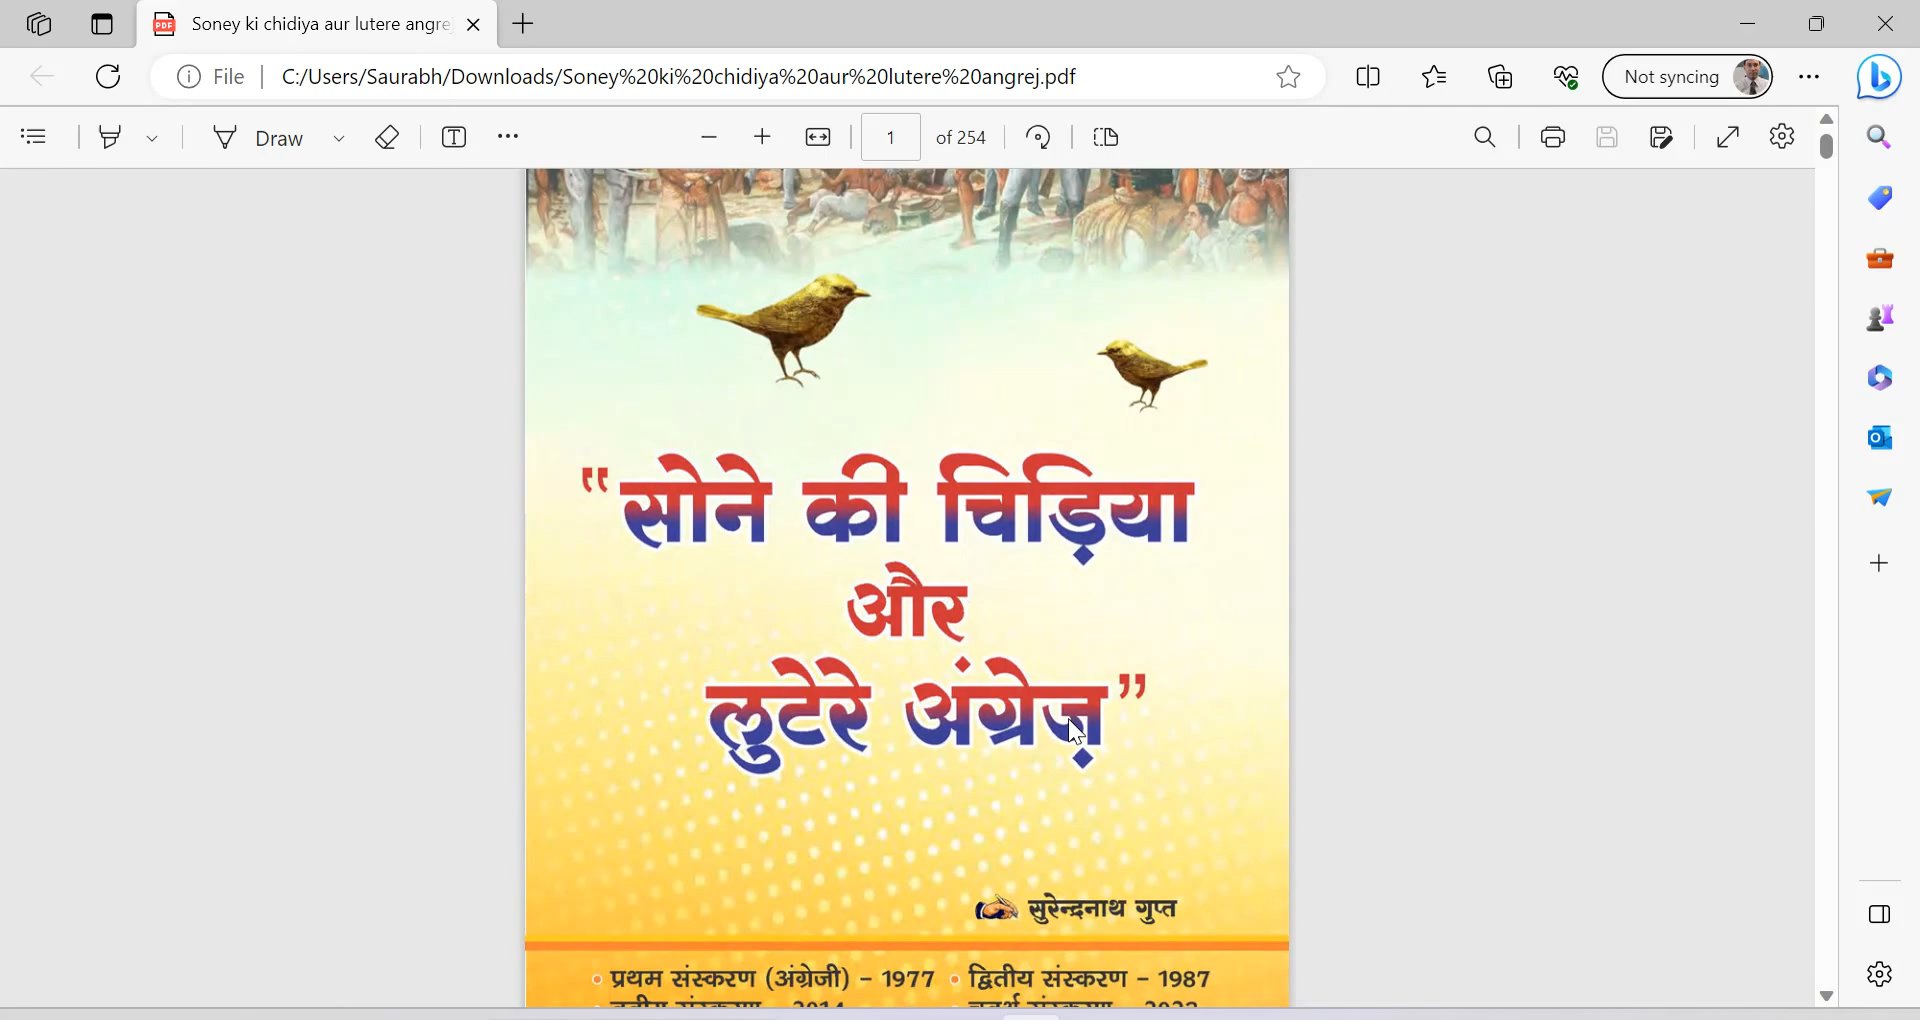 Soney ki chidiya aur lutere angre
File
C:/Users/Saurabh/Downloads/Soney%20ki%20chidiya%20aur%20lutere%20angrej.pdf
Not syncing
Draw
1 of 254
"सोने की चिड़िया
और
लुटेरे अंग्रेज़"
सुरेन्द्रनाथ गुप्त
• प्रथम संस्करण (अंग्रेजी) - 1977 • द्वितीय संस्करण - 1987